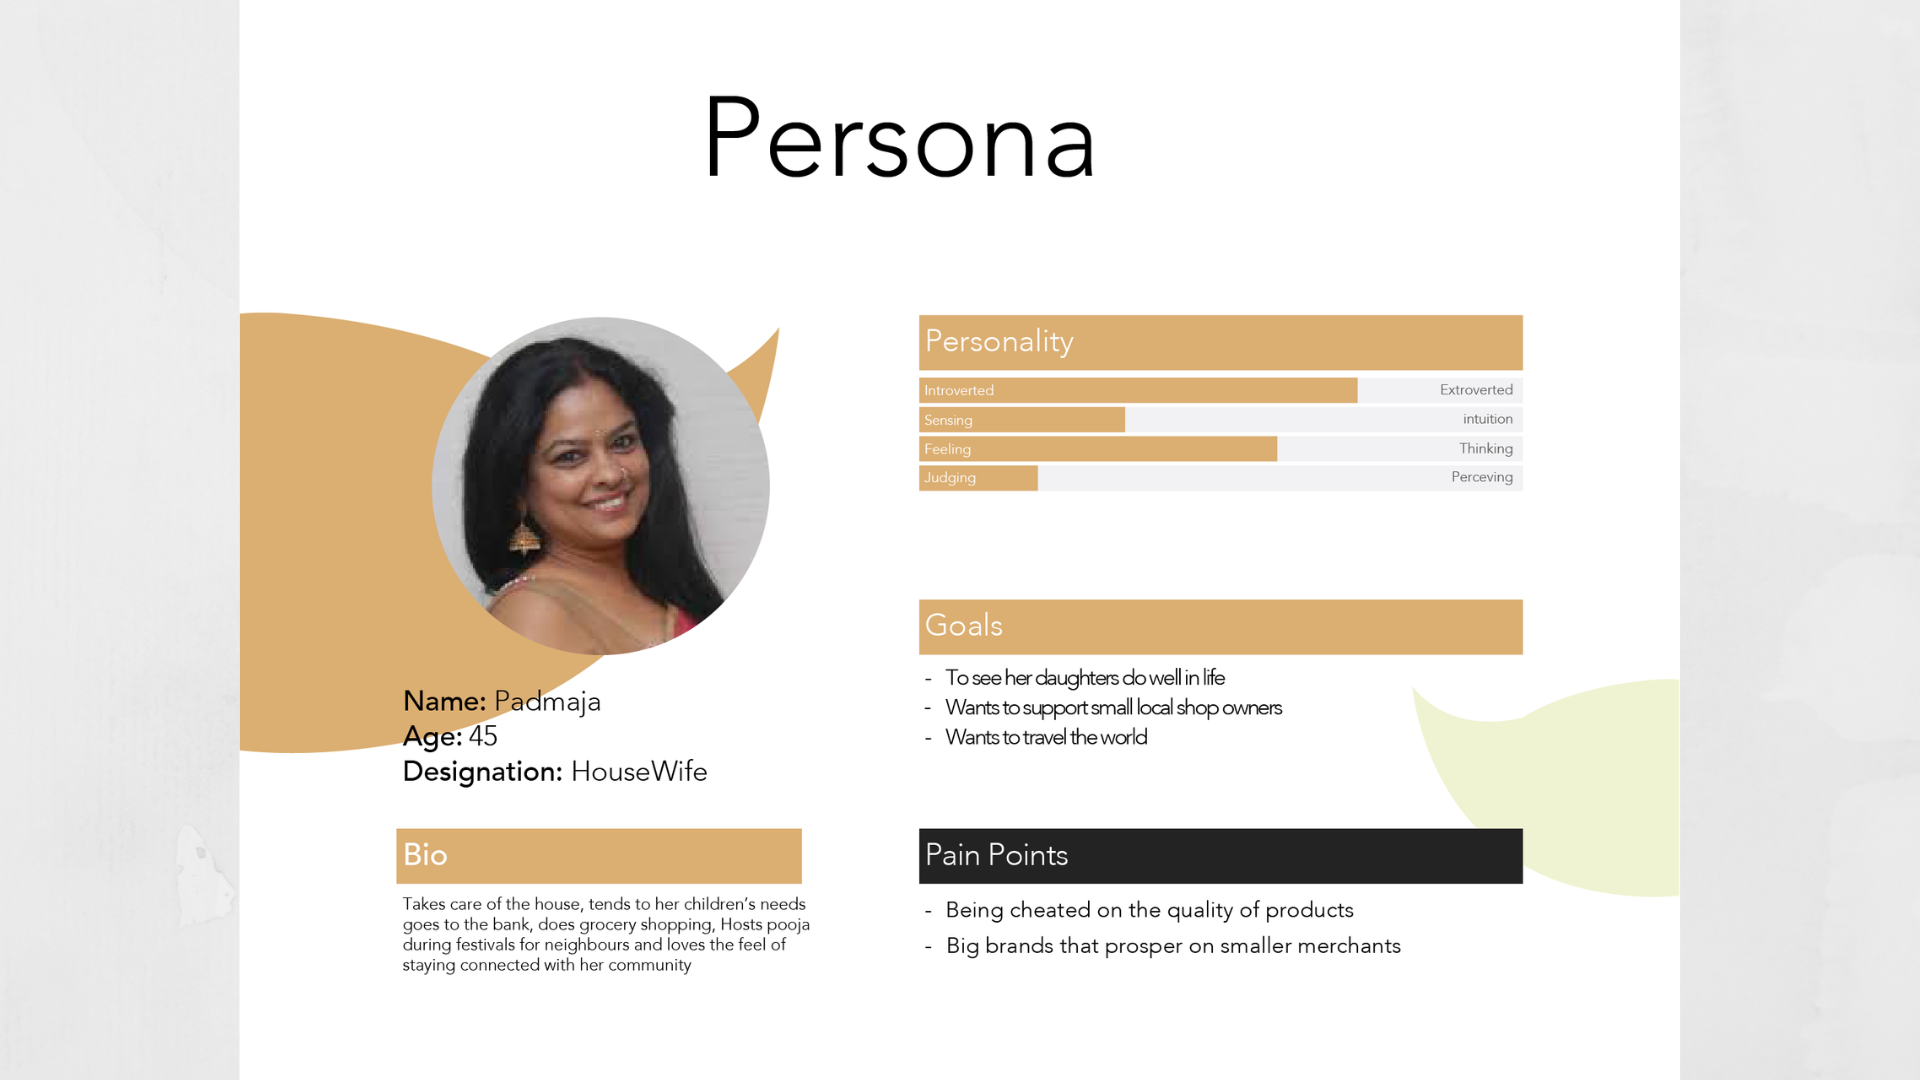 Persona
Name: Padmaja
Age: 45
Designation: HouseWife
Bio
Takes care of the house, tends to her children’s needs
goes to the bank, does grocery shopping, Hosts pooja
during festivals for neighbours and loves the feel of
staying connected with her community
Personality
Introverted Extroverted
Sensing intuition
Feeling Thinking
Judging Perceving
Goals
- To see her daughters do well in life
- Wants to support small local shop owners
- Wants to travel the world
Pain Points
- Being cheated on the quality of products
- Big brands that prosper on smaller merchants